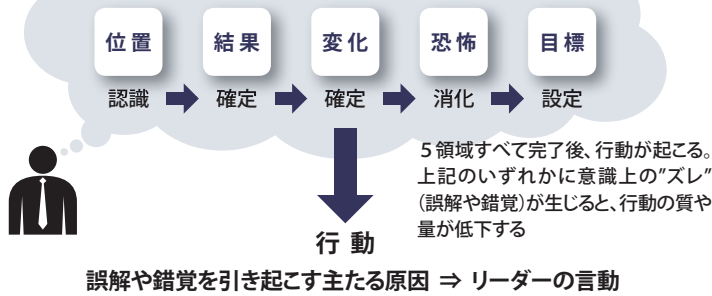 位置 結果 変化 恐怖 目標
認識 確定 確定 消化 設定
5領域すべて完了後、行動が起こる。
上記のいずれかに意識上の”ズレ”
(誤解や錯覚)が生じると、行動の質や
量が低下する
行動
誤解や錯覚を引き起こす主たる原因 ⇒ リーダーの言動